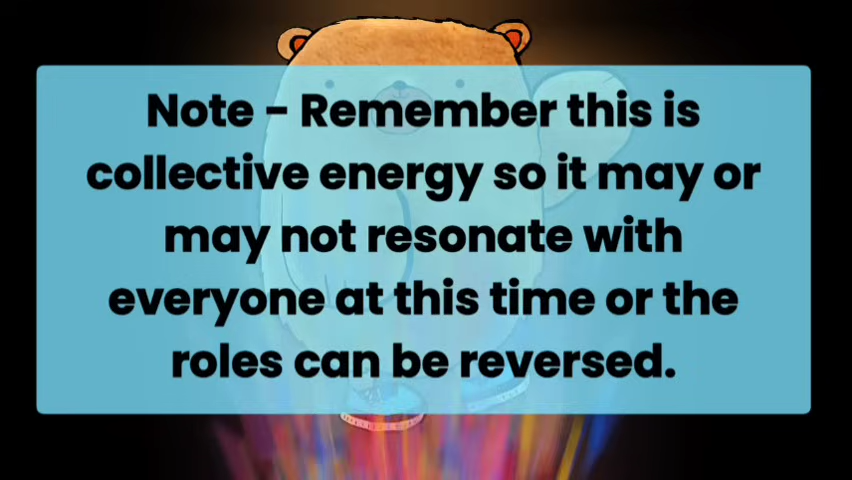 Note - Remember this is
collective energy so it may or
may not resonate with
everyone at this time or the
roles can be reversed.